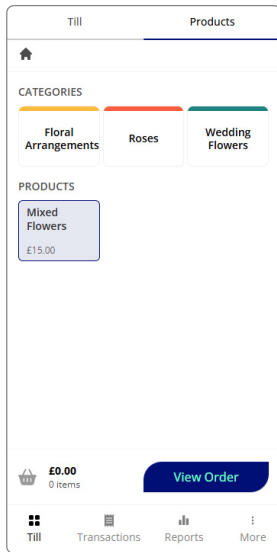 Till Products
CATEGORIES
Floral
Arrangements
Roses
Wedding
Flowers
PRODUCTS
Mixed
Flowers
£15.00
£0.00
0 items
View Order
Till Transactions Reports More